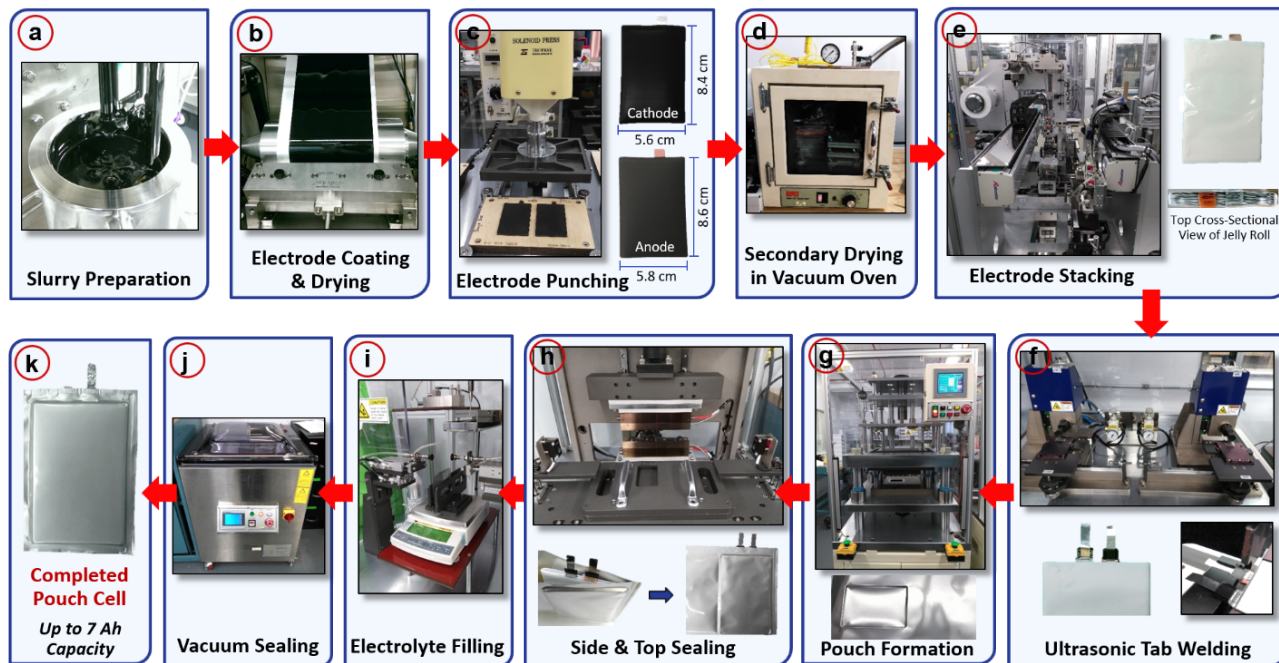 a
Slurry Preparation
b
Electrode Coating
& Drying
c
SOLENOID PRESS
Cathode
8.4 cm
5.6 cm
Anode
8.6 cm
5.8 cm
Electrode Punching
d
Secondary Drying
in Vacuum Oven
e
Top Cross-Sectional
View of Jelly Roll
Electrode Stacking
f
Ultrasonic Tab Welding
g
Pouch Formation
h
Side & Top Sealing
i
CAUTION
Electrolyte Filling
j
Vacuum Sealing
k
Completed
Pouch Cell
Up to 7 Ah
Capacity